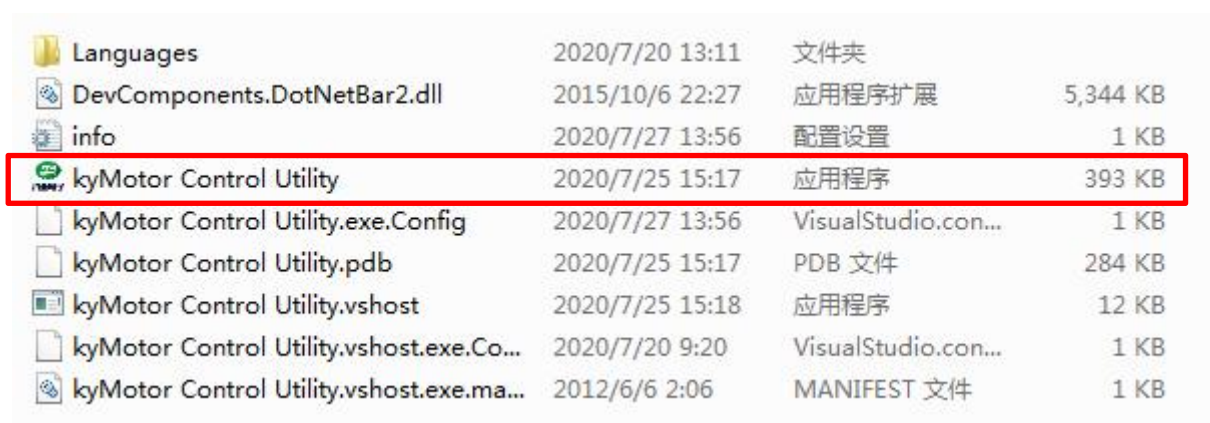 Languages 2020/7/20 13:11 文件夹
DevComponents.DotNetBar2.dll 2015/10/6 22:27 应用程序扩展 5,344 KB
info 2020/7/27 13:56 配置设置 1 KB
kyMotor Control Utility 2020/7/25 15:17 应用程序 393 KB
kyMotor Control Utility.exe.Config 2020/7/27 13:56 VisualStudio.con... 1 KB
kyMotor Control Utility.pdb 2020/7/25 15:17 PDB 文件 284 KB
kyMotor Control Utility.vshost 2020/7/25 15:18 应用程序 12 KB
kyMotor Control Utility.vshost.exe.Co... 2020/7/20 9:20 VisualStudio.con... 1 KB
kyMotor Control Utility.vshost.exe.ma... 2012/6/6 2:06 MANIFEST 文件 1 KB